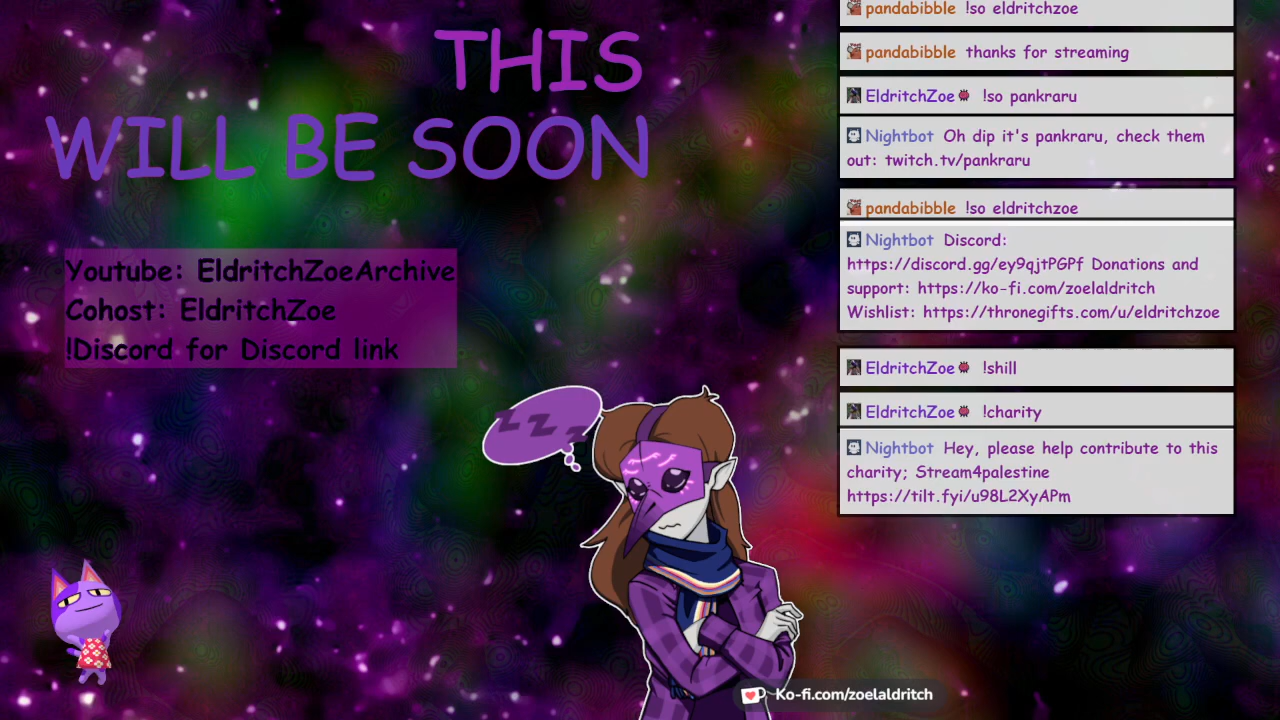 THIS
WILL BE SOON
Youtube: EldritchZoeArchive
Cohost: EldritchZoe
!Discord for Discord link
ZZZ
Ko-fi.com/zoelaldritch
pandabibble !so eldritchzoe
pandabibble thanks for streaming
EldritchZoe !so pankraru
Nightbot Oh dip it's pankraru, check them
out: twitch.tv/pankraru
pandabibble !so eldritchzoe
Nightbot Discord:
https://discord.gg/ey9qjtPGPf Donations and
support: https://ko-fi.com/zoelaldritch
Wishlist: https://thronegifts.com/u/eldritchzoe
EldritchZoe !shill
EldritchZoe !charity
Nightbot Hey, please help contribute to this
charity; Stream4palestine
https://tilt.fyi/u98L2XyAPm